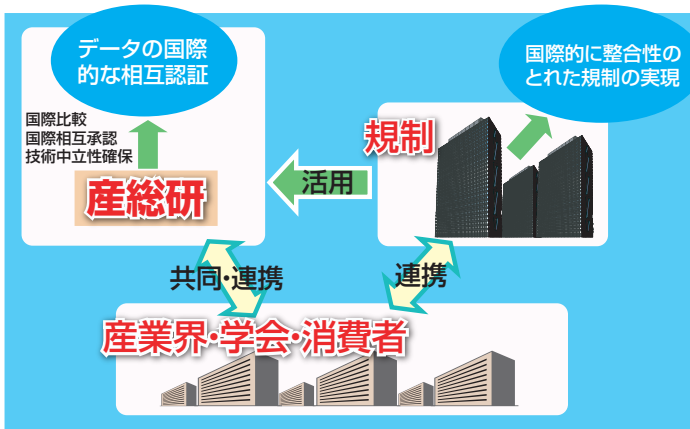 データの国際
的な相互認証
国際的に整合性の
とれた規制の実現
国際比較
国際相互承認
技術中立性確保
規制
産総研
活用
共同・連携
連携
産業界・学会・消費者